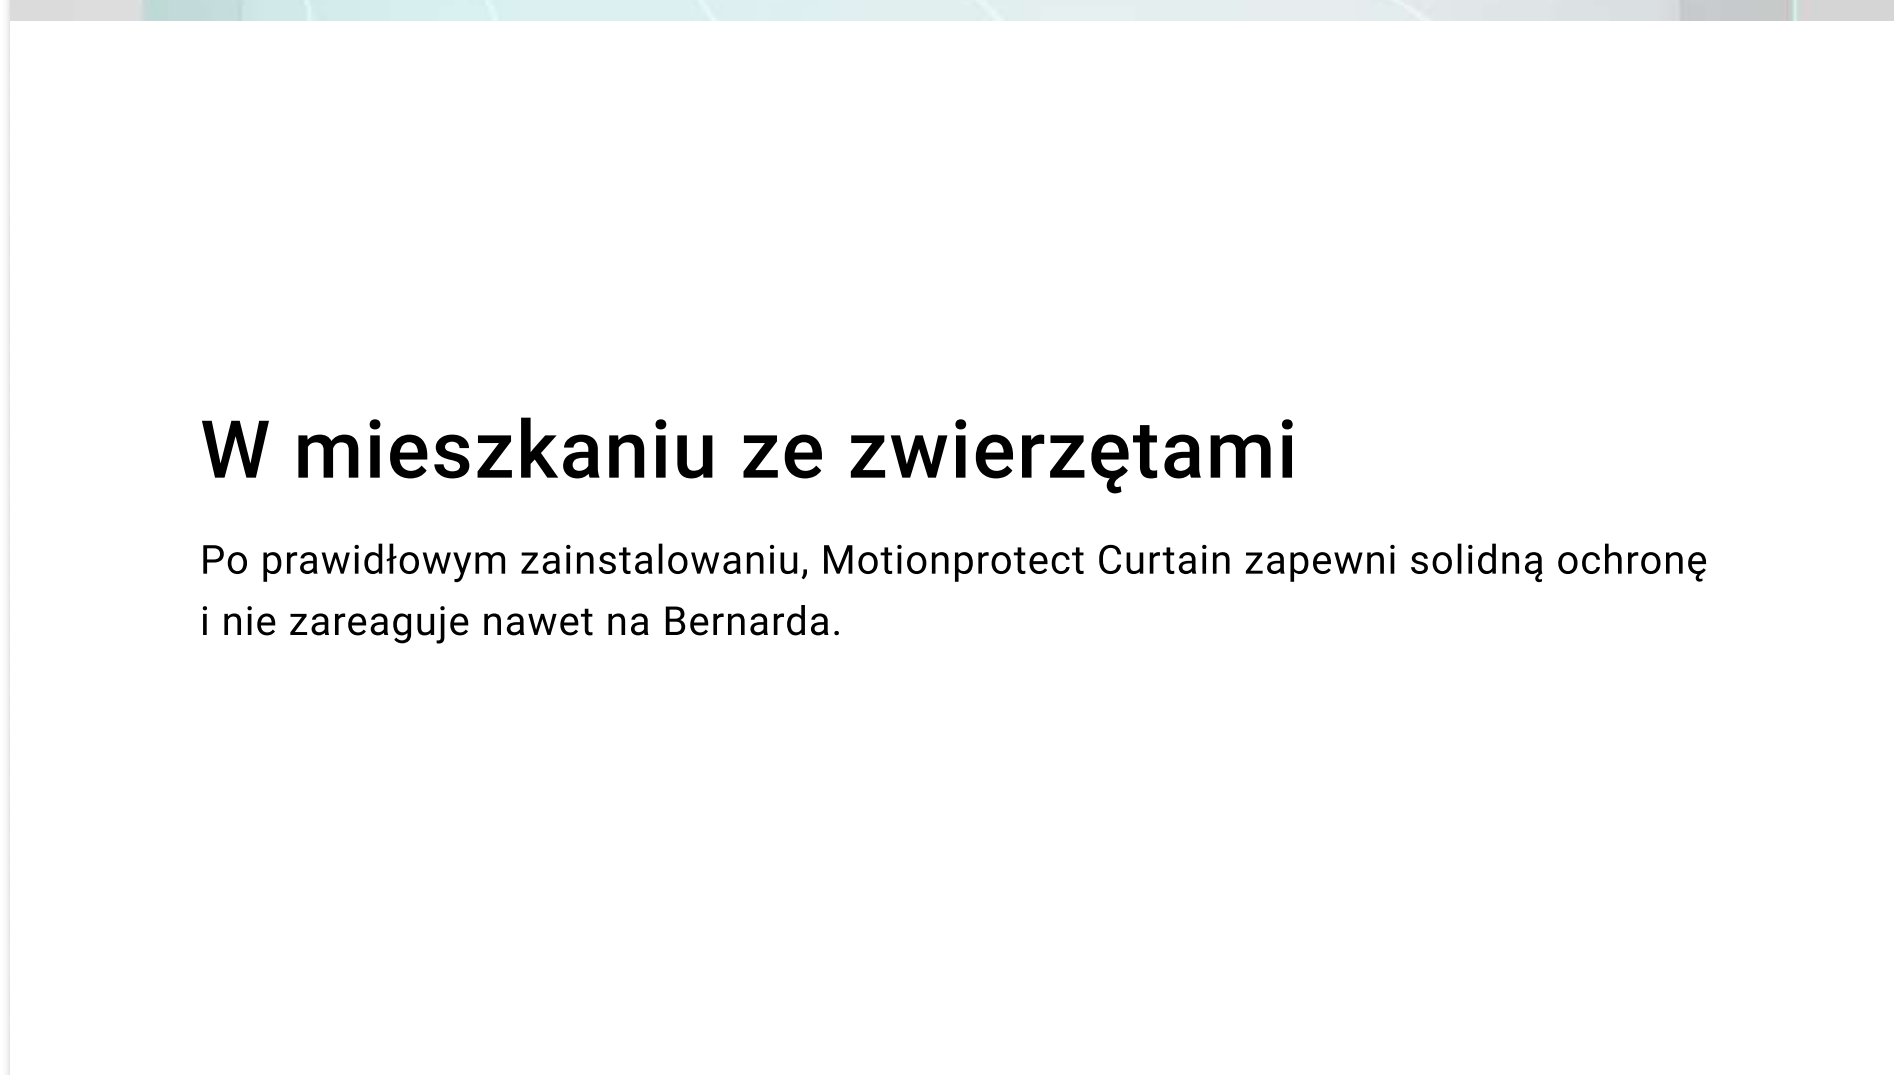 W mieszkaniu ze zwierzętami
Po prawidłowym zainstalowaniu, Motionprotect Curtain zapewni solidną ochronę
i nie zareaguje nawet na Bernarda.